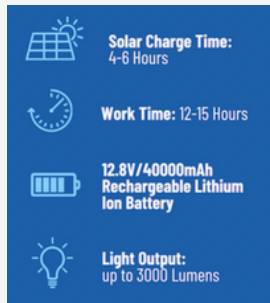 Solar Charge Time:
4-6 Hours
Work Time: 12-15 Hours
12.8V/40000mAh
Rechargeable Lithium
Ion Battery
Light Output:
up to 3000 Lumens